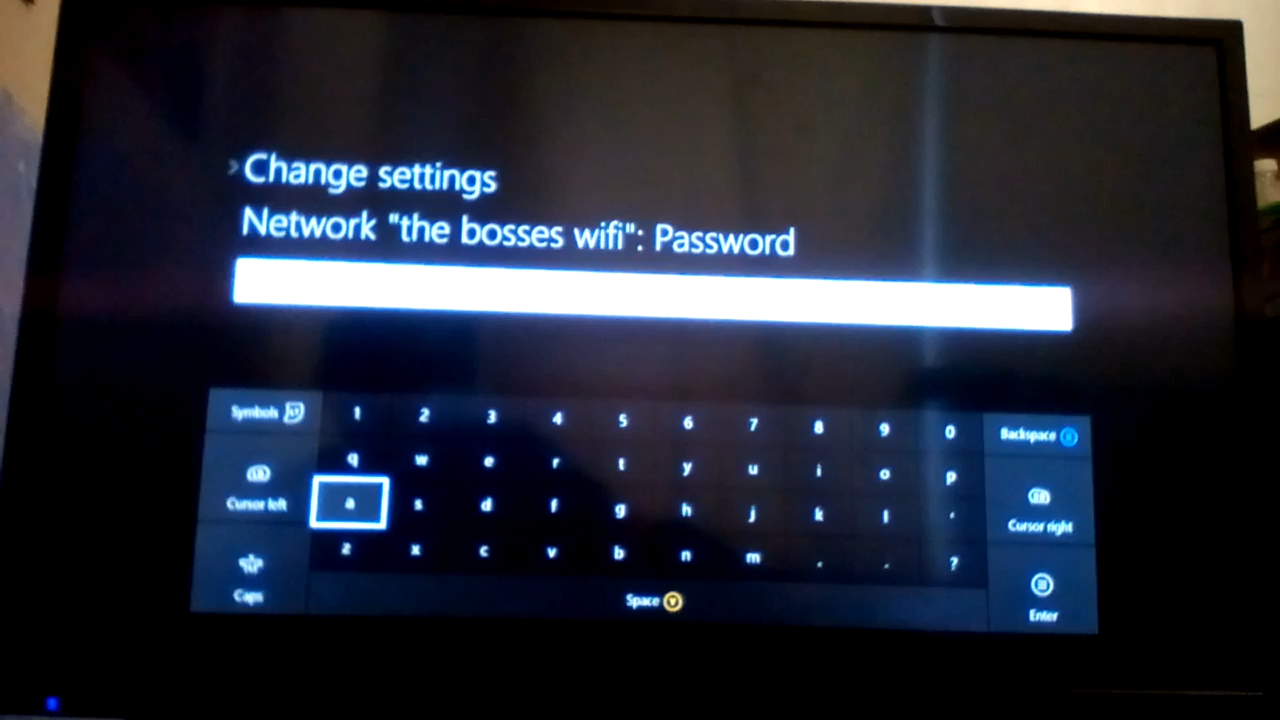 Change settings
Network "the bosses wifi": Password
Symbols
1 2 3 4 5 6 7 8 9 0
Backspace
q w e r t y u i o p
Cursor left
a s d f g h j k l '
Cursor right
z x c v b n m , . ?
Caps
Space Y
Enter